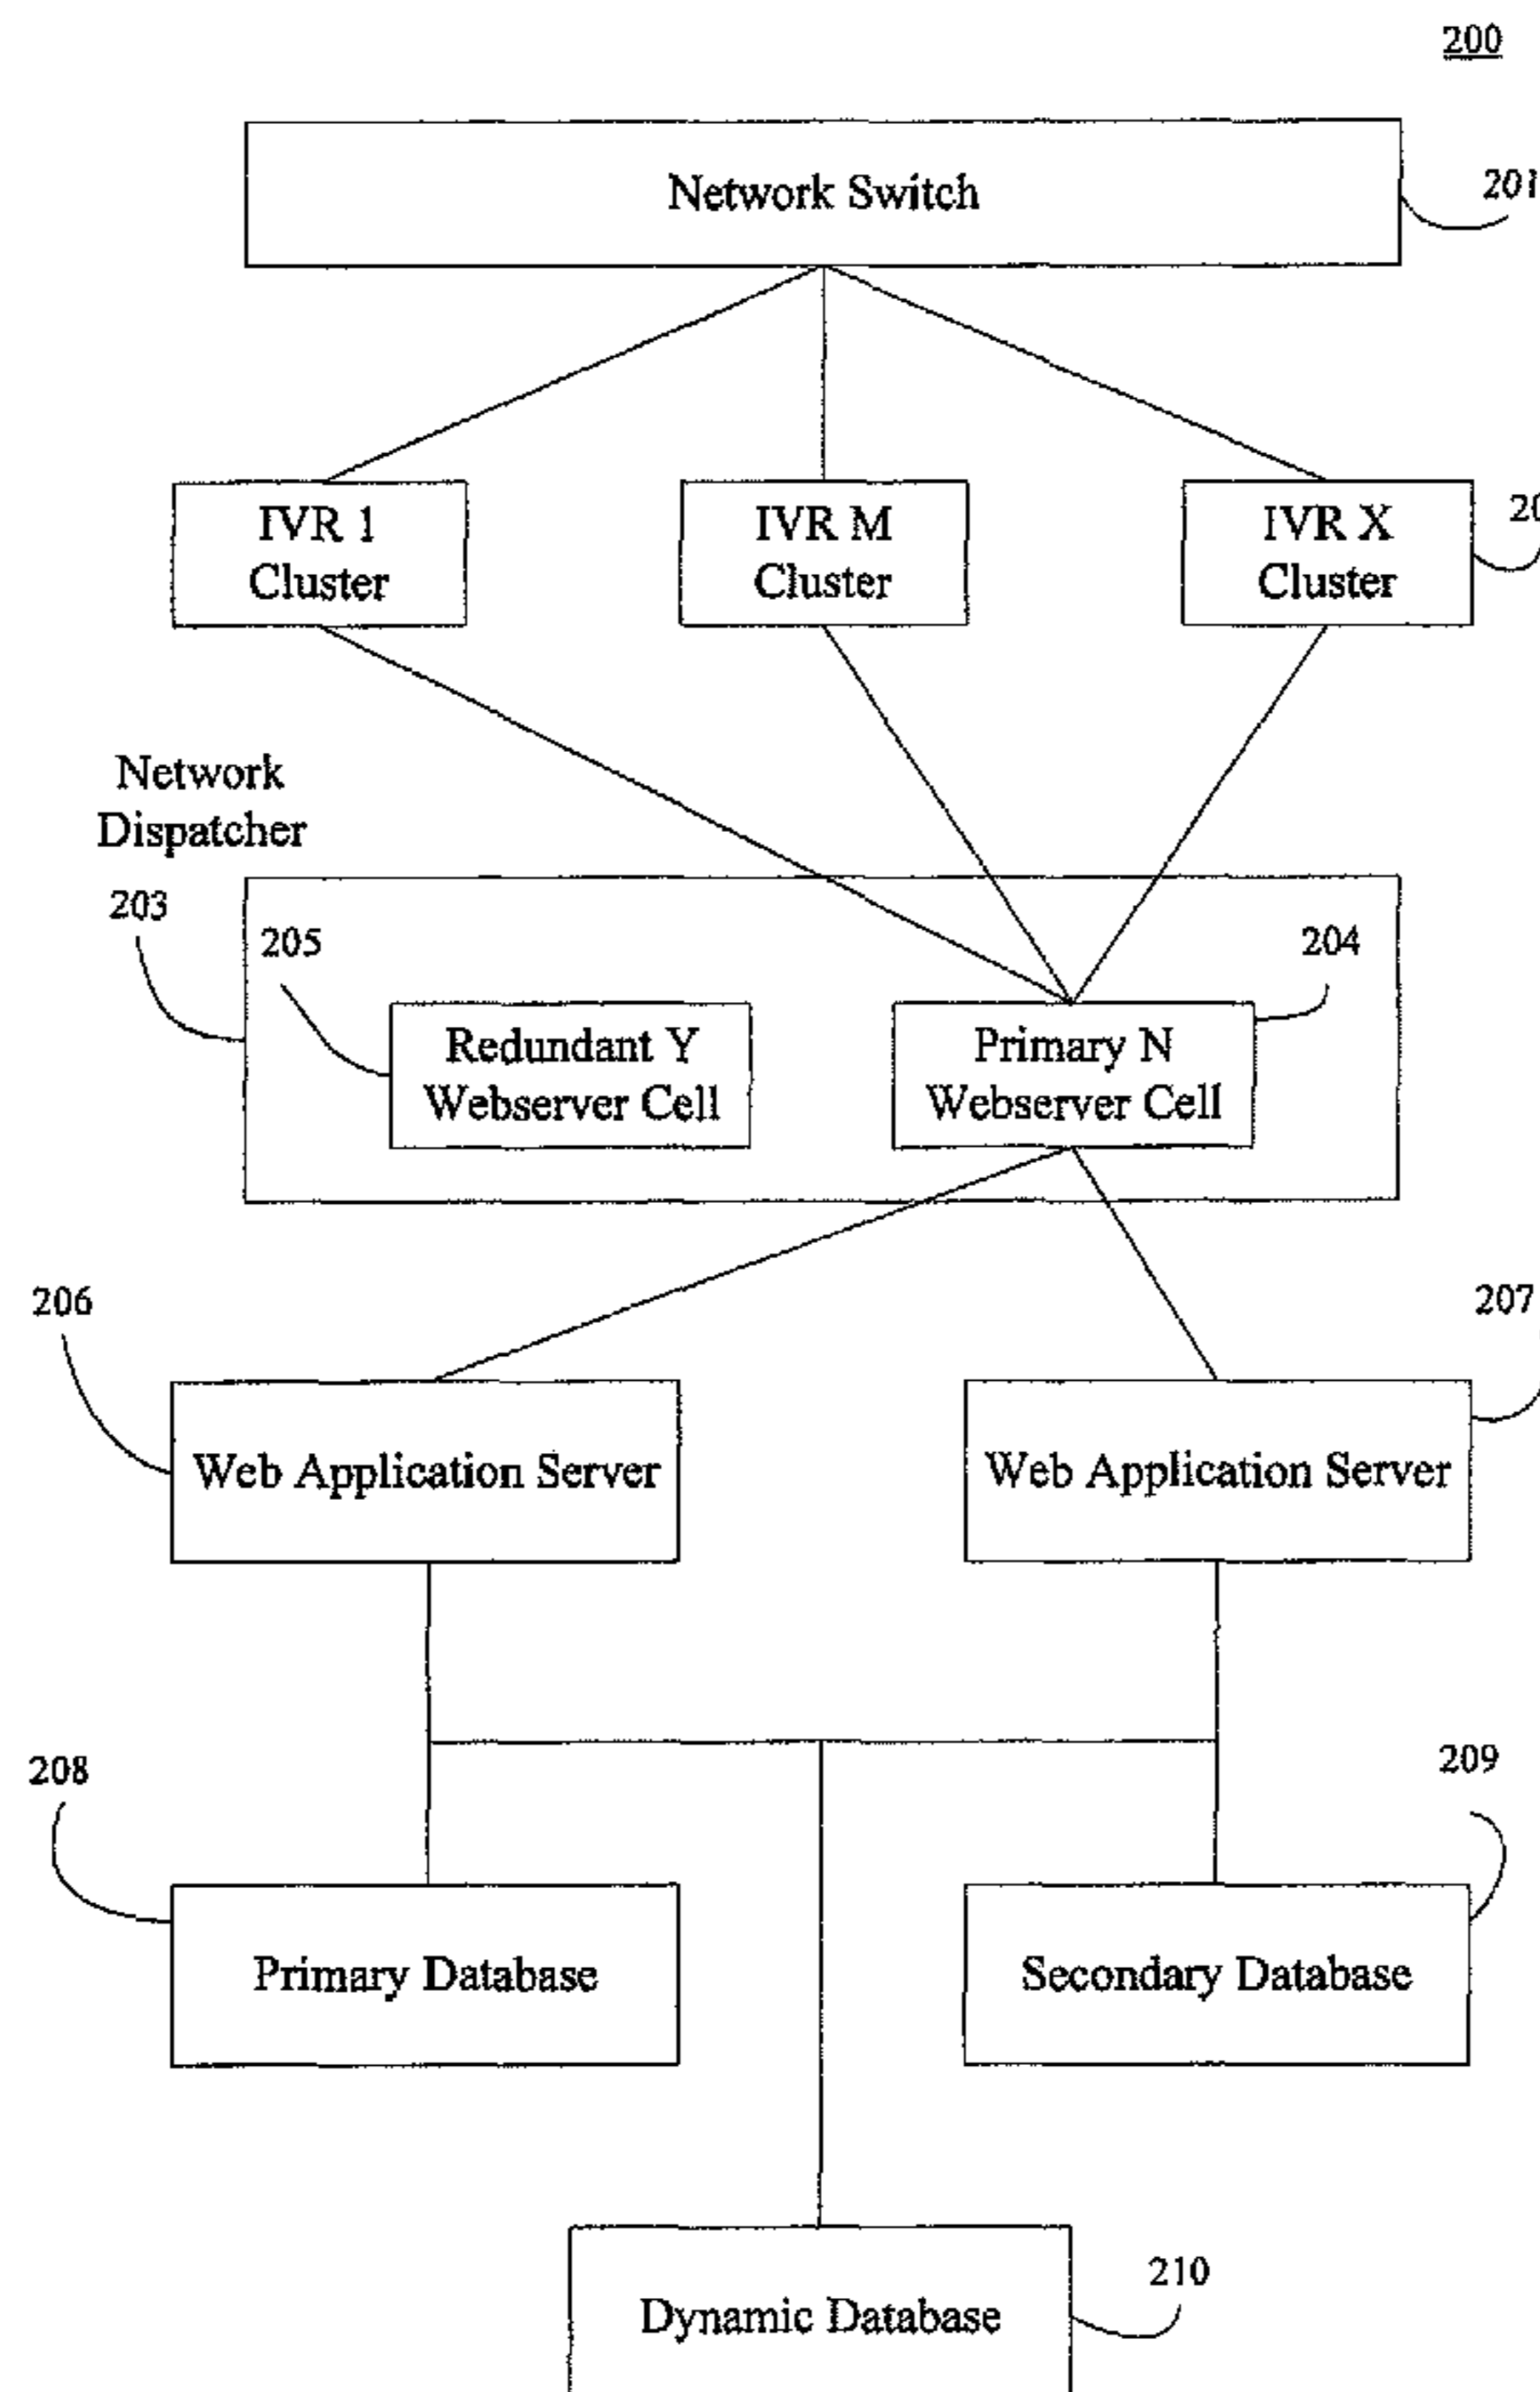 200
Network Switch
201
IVR 1
Cluster
IVR M
Cluster
IVR X
Cluster
Network
Dispatcher
203
205
204
Redundant Y
Webserver Cell
Primary N
Webserver Cell
206
207
Web Application Server
Web Application Server
208
209
Primary Database
Secondary Database
210
Dynamic Database